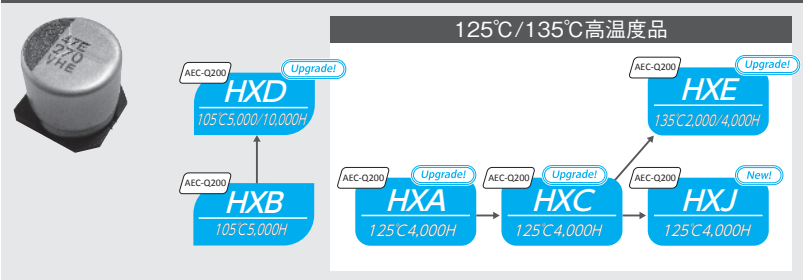 125℃/135℃高温度品
47E
270
VHE
AEC-Q200
Upgrade!
HXD
105℃5,000/10,000H
AEC-Q200
HXB
105℃5,000H
AEC-Q200
Upgrade!
HXE
135℃2,000/4,000H
AEC-Q200
Upgrade!
HXA
125℃4,000H
AEC-Q200
Upgrade!
HXC
125℃4,000H
AEC-Q200
New!
HXJ
125℃4,000H